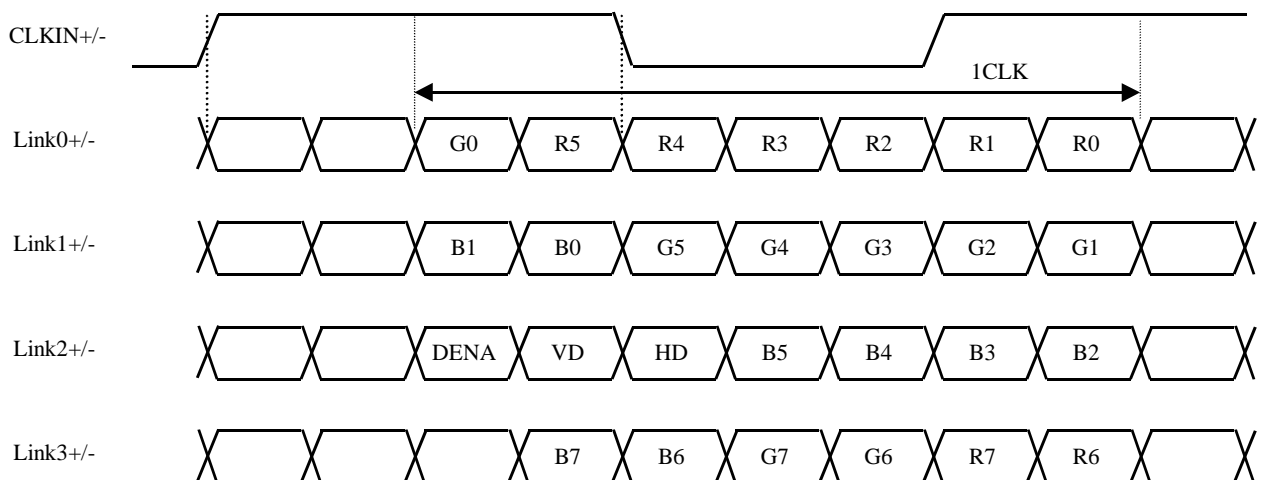 CLKIN+/-
1CLK
Link0+/- G0 R5 R4 R3 R2 R1 R0
Link1+/- B1 B0 G5 G4 G3 G2 G1
Link2+/- DENA VD HD B5 B4 B3 B2
Link3+/- B7 B6 G7 G6 R7 R6